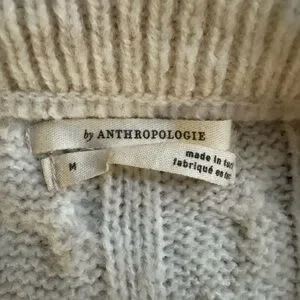 by ANTHROPOLOGIE
M
made in
fabriqué en